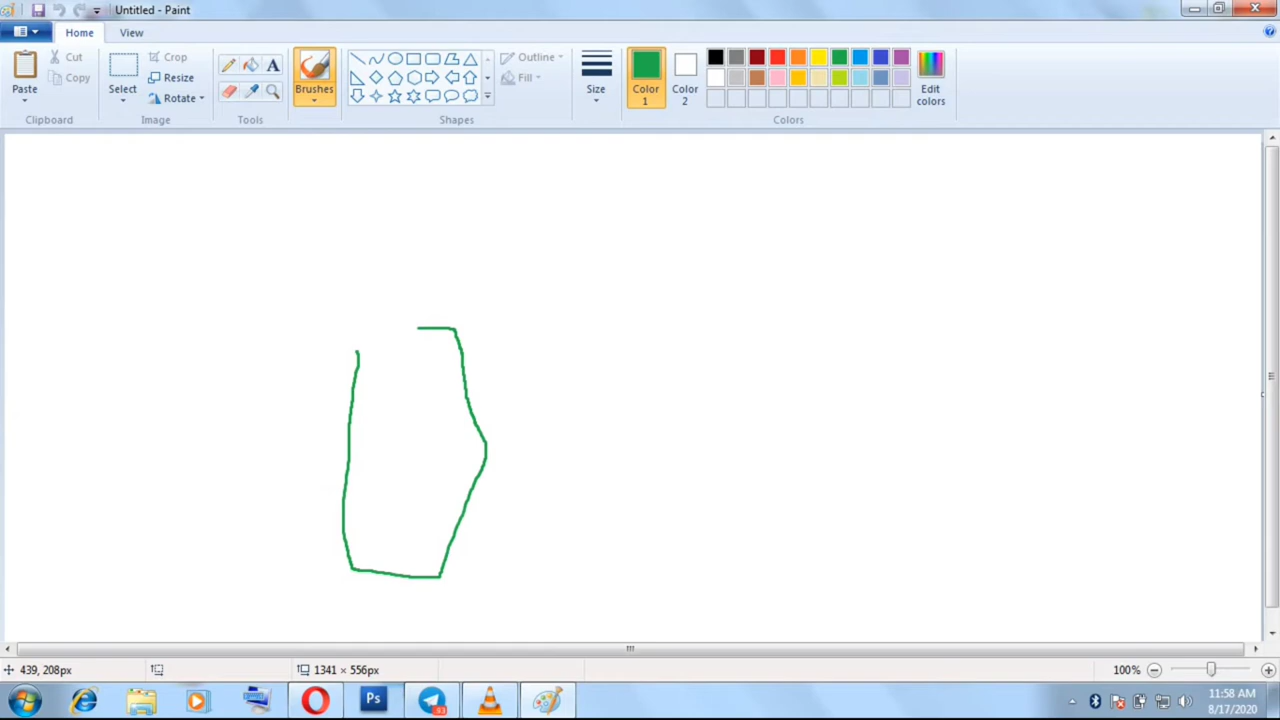 Untitled - Paint
Home View
Paste
Cut
Copy
Clipboard
Select
Crop
Resize
Rotate
Image
A
Tools
Brushes
Shapes
Outline
Fill
Size
Color 1
Color 2
Edit colors
Colors
439, 208px
1341 × 556px
100%
Ps
11:58 AM
8/17/2020